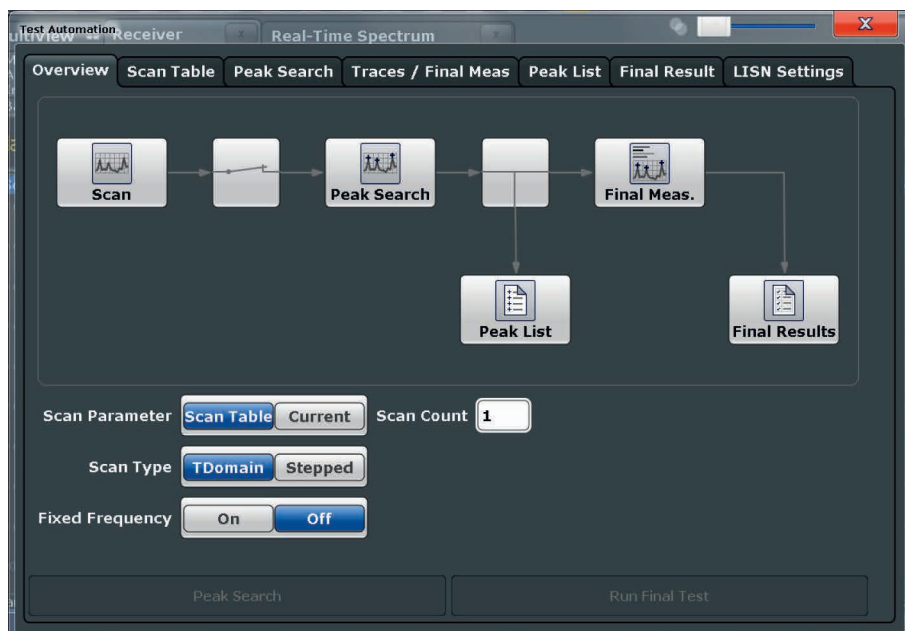 Test Automation
MultiView Receiver x Real-Time Spectrum x
X
Overview Scan Table Peak Search Traces / Final Meas Peak List Final Result LISN Settings
Scan
Peak Search
Final Meas.
Peak List
Final Results
Scan Parameter Scan Table Current Scan Count 1
Scan Type TDomain Stepped
Fixed Frequency On Off
Peak Search Run Final Test